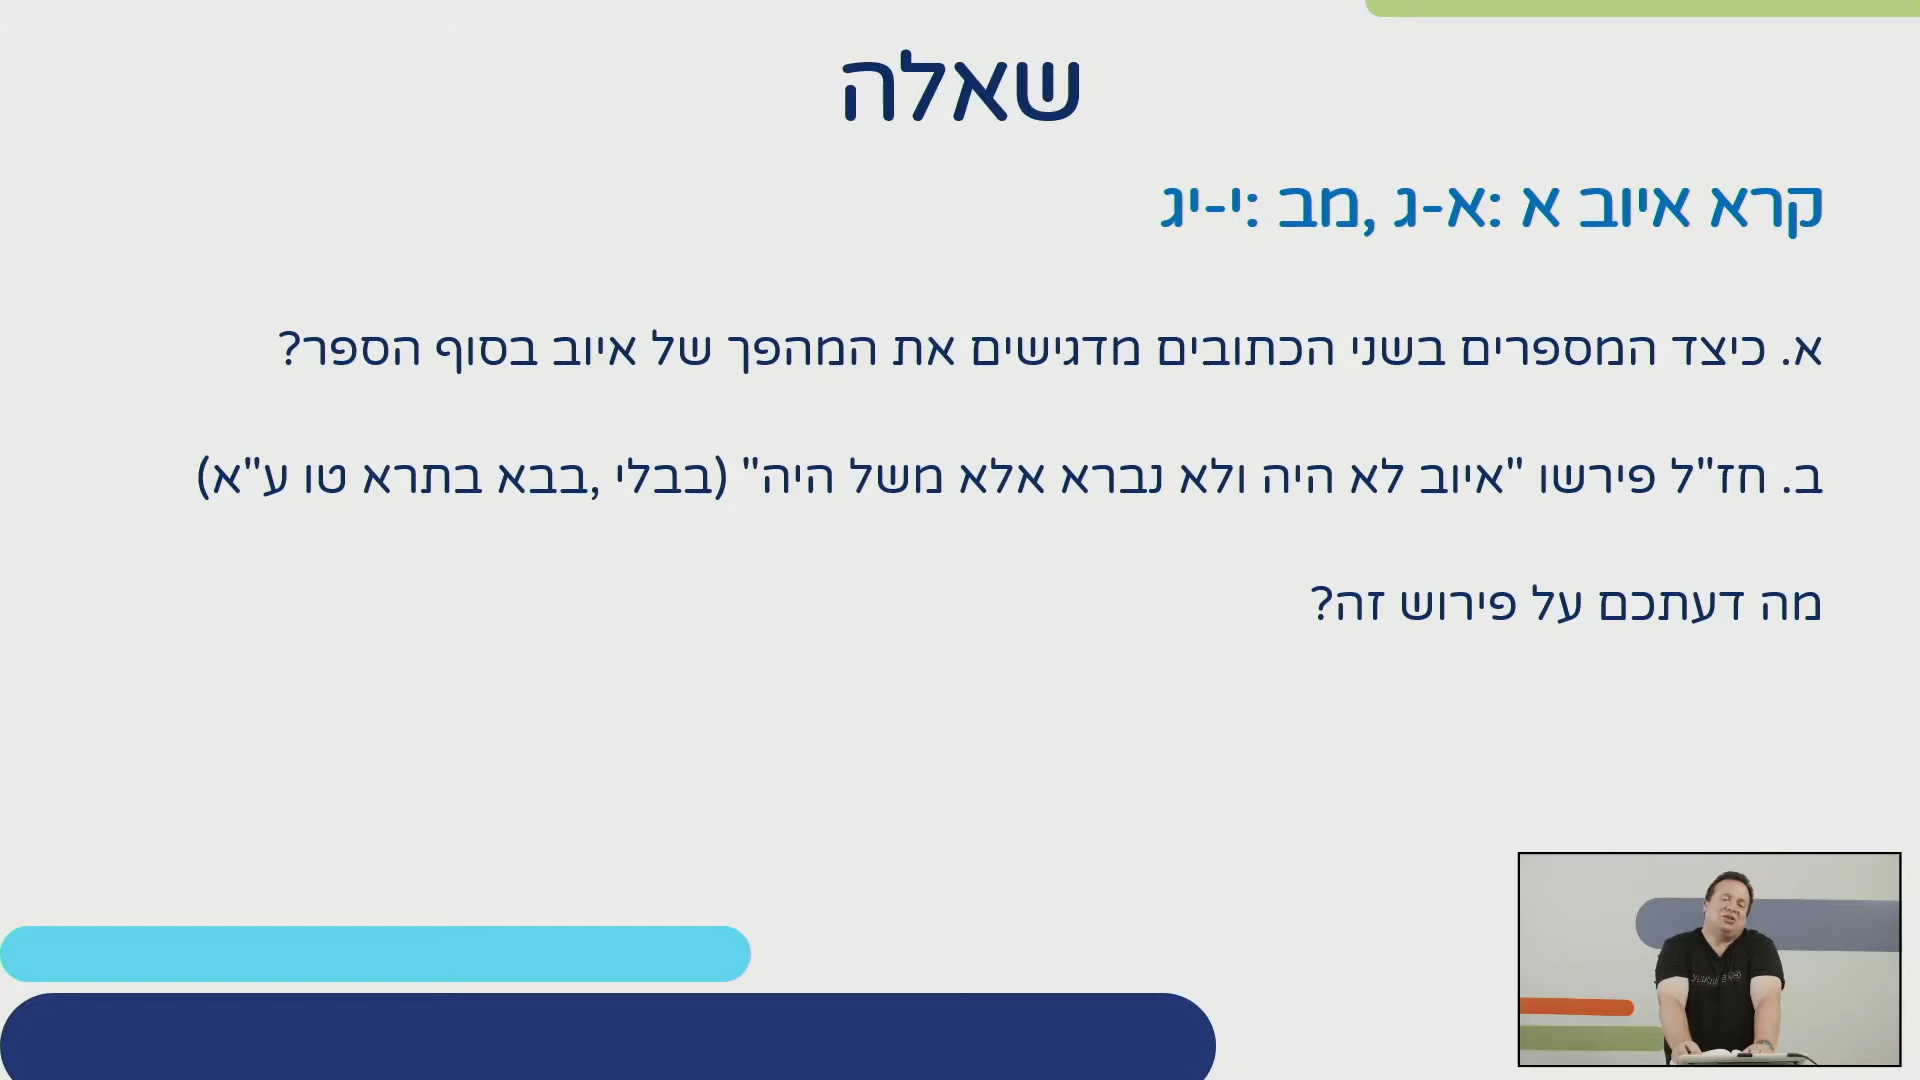 שאלה
קרא איוב א :א-ג ,מב :י-יג
א. כיצד המספרים בשני הכתובים מדגישים את המהפך של איוב בסוף הספר?
ב. חז"ל פירשו "איוב לא היה ולא נברא אלא משל היה" (בבלי ,בבא בתרא טו ע"א)
מה דעתכם על פירוש זה?